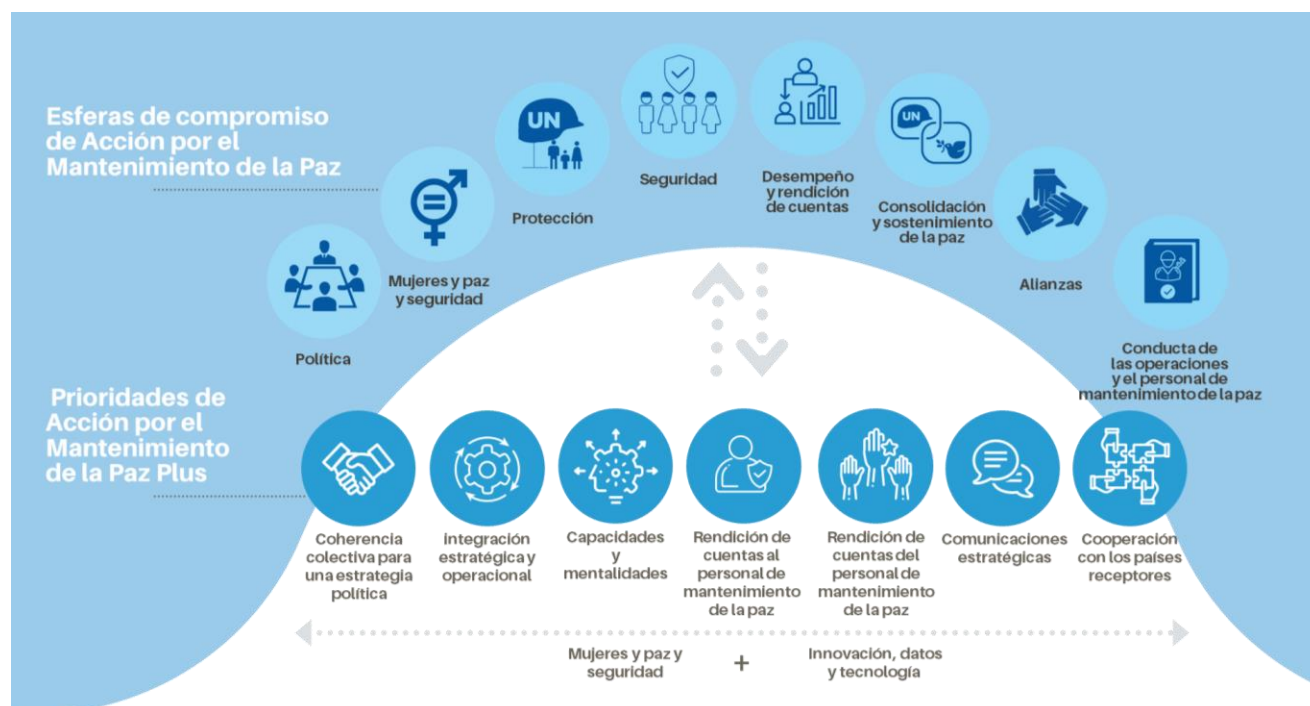 Esferas de compromiso
de Acción por el
Mantenimiento de la Paz
Política
Mujeres y paz
y seguridad
UN
Protección
Seguridad
Desempeño
y rendición
de cuentas
UN
Consolidación
y sostenimiento
de la paz
Alianzas
Conducta de
las operaciones
y el personal de
mantenimiento de la paz
Prioridades de
Acción por el
Mantenimiento
de la Paz Plus
Coherencia
colectiva para
una estrategia
política
integración
estratégica y
operacional
Capacidades
y
mentalidades
Rendición de
cuentas al
personal de
mantenimiento
de la paz
Rendición de
cuentas del
personal de
mantenimiento
de la paz
Comunicaciones
estratégicas
Cooperación
con los países
receptores
Mujeres y paz y
seguridad
+
Innovación, datos
y tecnología